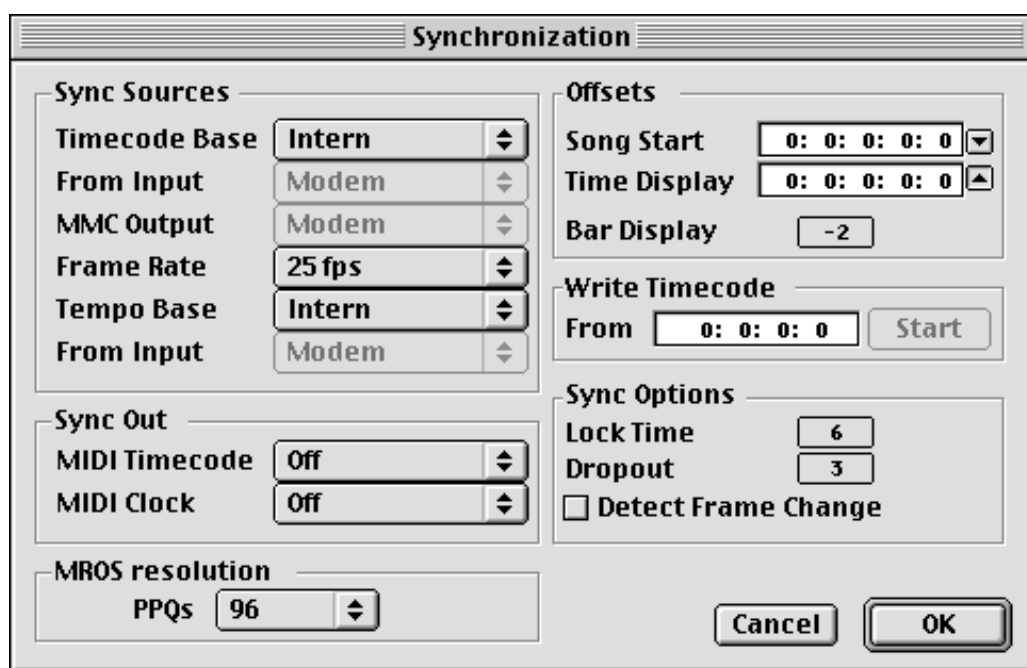 Synchronization
Sync Sources
Timecode Base Intern
From Input Modem
MMC Output Modem
Frame Rate 25 fps
Tempo Base Intern
From Input Modem
Sync Out
MIDI Timecode Off
MIDI Clock Off
MROS resolution
PPQs 96
Offsets
Song Start 0: 0: 0: 0: 0
Time Display 0: 0: 0: 0: 0
Bar Display -2
Write Timecode
From 0: 0: 0: 0 Start
Sync Options
Lock Time 6
Dropout 3
Detect Frame Change
Cancel OK